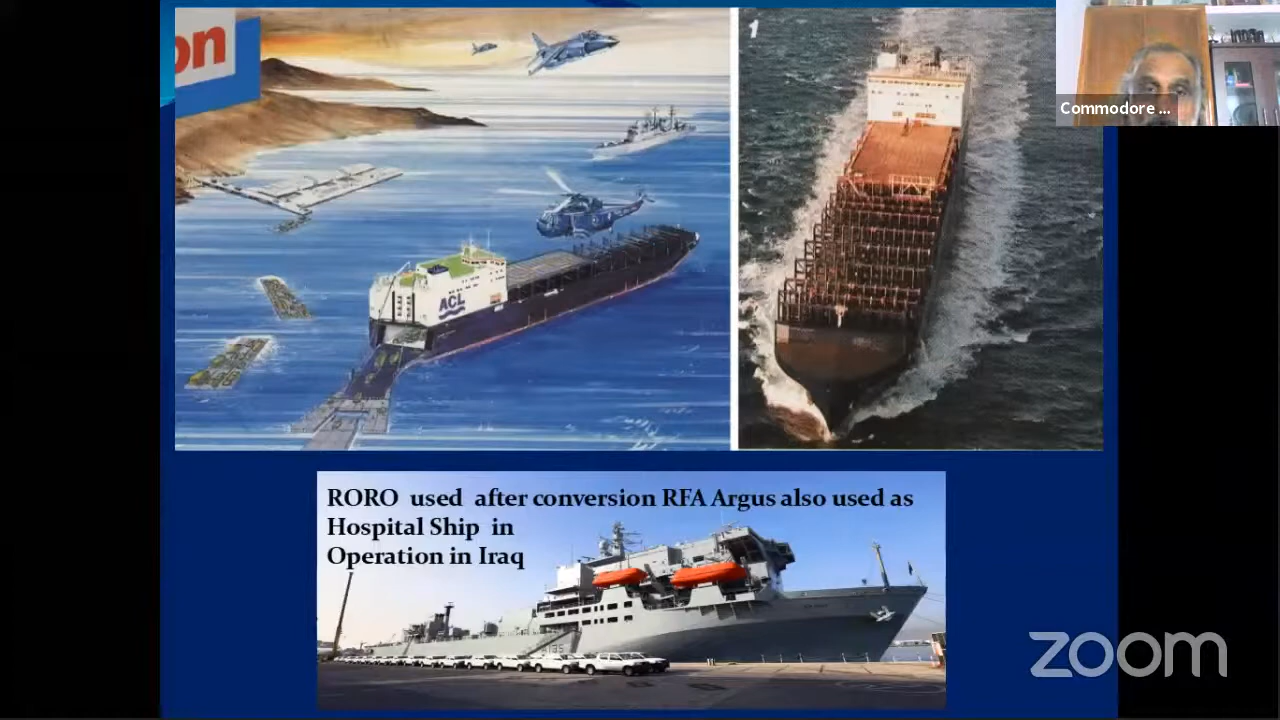 on
1
Commodore ...
ACL
RORO used after conversion RFA Argus also used as
Hospital Ship in
Operation in Iraq
zoom